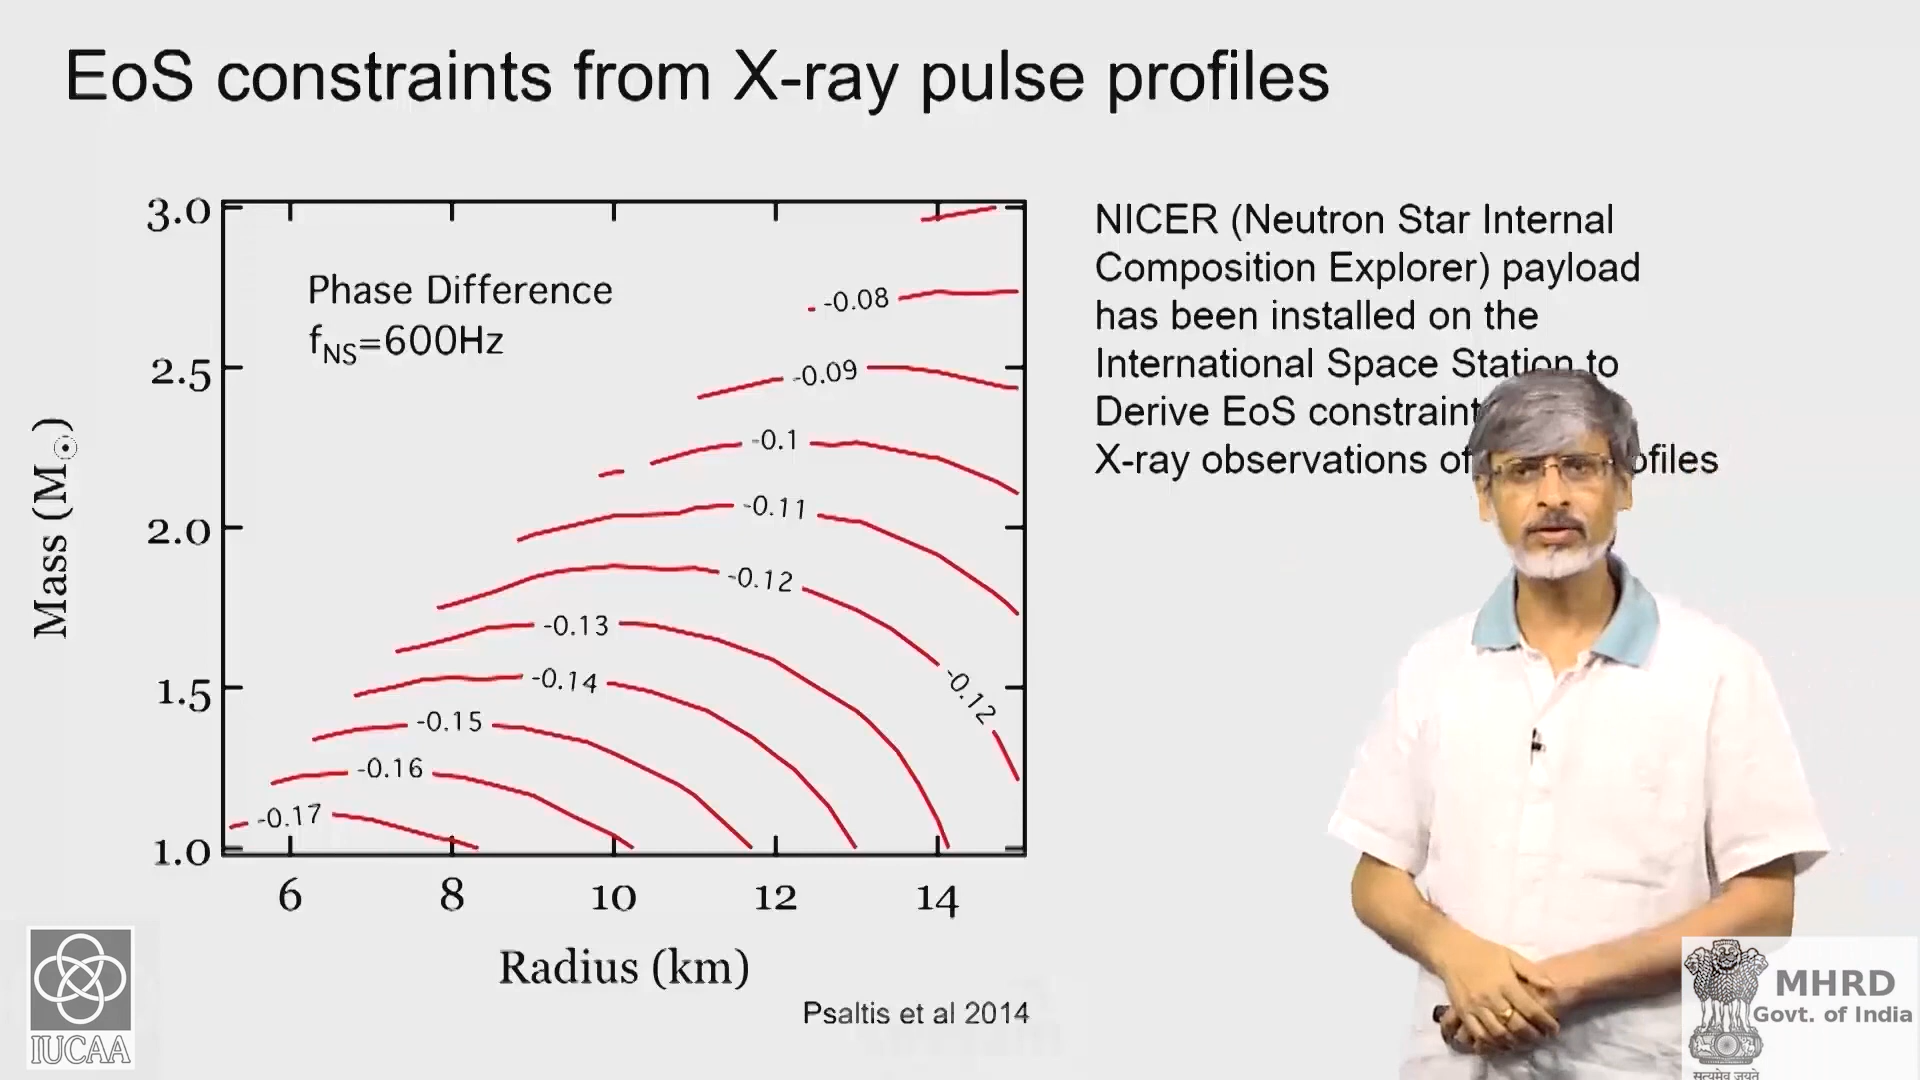 EoS constraints from X-ray pulse profiles
NICER (Neutron Star Internal
Composition Explorer) payload
has been installed on the
International Space Station to
Derive EoS
X-ray observations of
3.0
2.5
2.0
1.5
1.0
Mass (M☉)
Phase Difference
fNS=600Hz
-0.08
-0.09
-0.1
-0.11
-0.12
-0.13
-0.12
-0.14
-0.15
-0.16
-0.17
6 8 10 12 14
Radius (km)
Psaltis et al 2014
IUCAA
MHRD
Govt. of India
सत्यमेव जयते